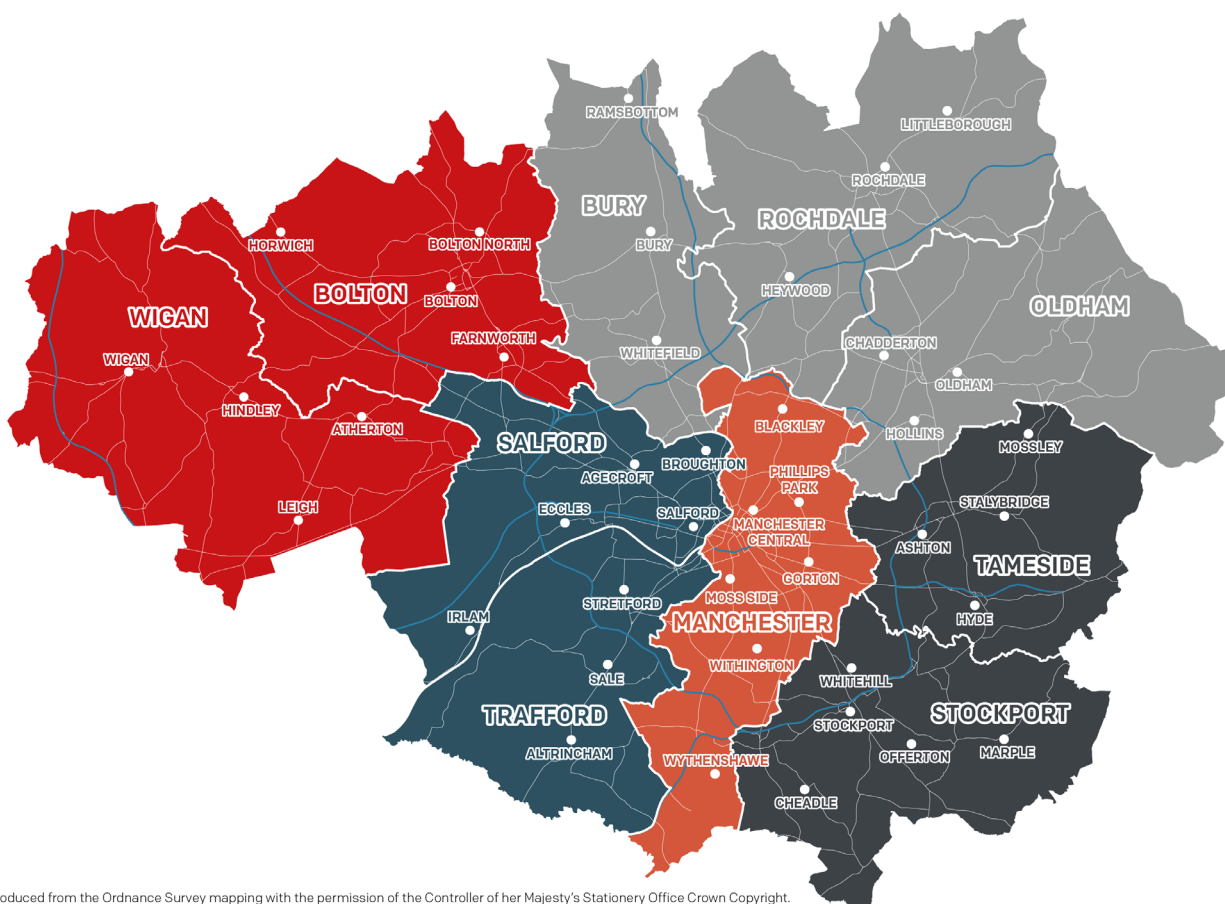 RAMSBOTTOM
LITTLEBOROUGH
ROCHDALE
BURY
ROCHDALE
HORWICH
BOLTON NORTH
BURY
BOLTON
BOLTON
HEYWOOD
OLDHAM
WIGAN
FARNWORTH
WHITEFIELD
CHADDERTON
WIGAN
OLDHAM
HINDLEY
ATHERTON
BLACKLEY
HOLLINS
SALFORD
MOSSLEY
AGECROFT
BROUGHTON
PHILLIPS
PARK
LEIGH
ECCLES
SALFORD
MANCHESTER
CENTRAL
STALYBRIDGE
ASHTON
TAMESIDE
GORTON
MOSS SIDE
STRETFORD
IRLAM
MANCHESTER
HYDE
WITHINGTON
SALE
WHITEHILL
TRAFFORD
STOCKPORT
STOCKPORT
ALTRINCHAM
WYTHENSHAWE
OFFERTON
MARPLE
CHEADLE
oduced from the Ordnance Survey mapping with the permission of the Controller of her Majesty's Stationery Office Crown Copyright.